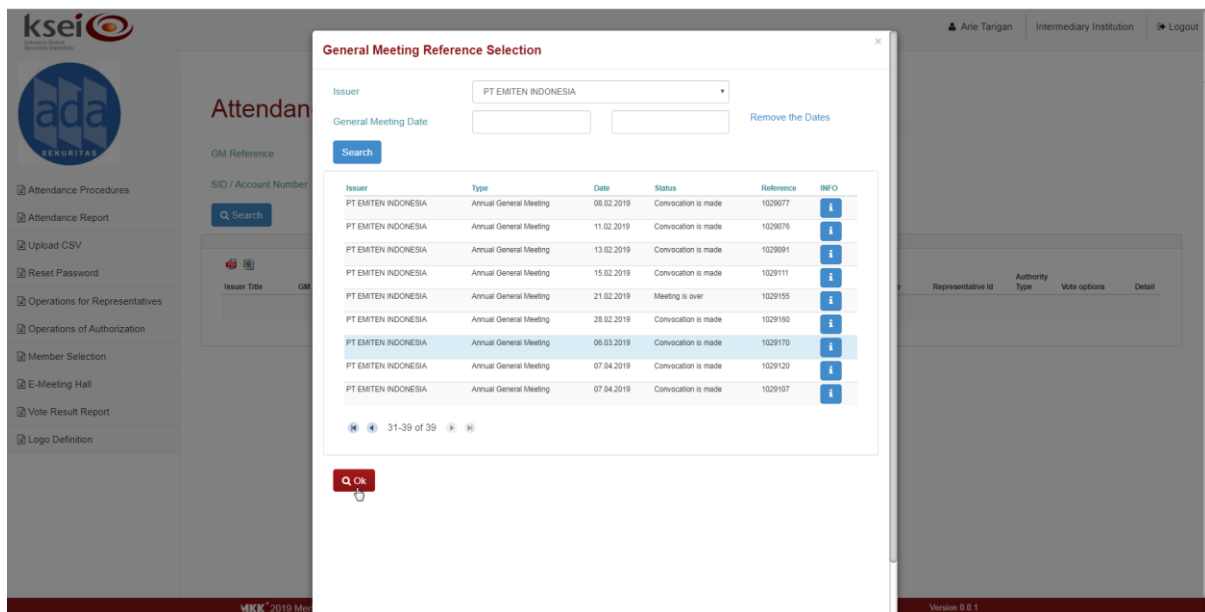 ksei
Indonesia Central
Securities Depository
Arie Tarigan
Intermediary Institution
Logout
ada
SEKURITAS
Attendance Procedures
Attendance Report
Upload CSV
Reset Password
Operations for Representatives
Operations of Authorization
Member Selection
E-Meeting Hall
Vote Result Report
Logo Definition
Attendan
GM Reference
SID / Account Number
Search
Issuer Title GM
Representative Id Authority Type Vote options Detail
General Meeting Reference Selection
×
Issuer PT EMITEN INDONESIA
General Meeting Date Remove the Dates
Search
Issuer Type Date Status Reference INFO
PT EMITEN INDONESIA Annual General Meeting 08.02.2019 Convocation is made 1029077 i
PT EMITEN INDONESIA Annual General Meeting 11.02.2019 Convocation is made 1029076 i
PT EMITEN INDONESIA Annual General Meeting 13.02.2019 Convocation is made 1029091 i
PT EMITEN INDONESIA Annual General Meeting 15.02.2019 Convocation is made 1029111 i
PT EMITEN INDONESIA Annual General Meeting 21.02.2019 Meeting is over 1029155 i
PT EMITEN INDONESIA Annual General Meeting 28.02.2019 Convocation is made 1029160 i
PT EMITEN INDONESIA Annual General Meeting 06.03.2019 Convocation is made 1029170 i
PT EMITEN INDONESIA Annual General Meeting 07.04.2019 Convocation is made 1029120 i
PT EMITEN INDONESIA Annual General Meeting 07.04.2019 Convocation is made 1029107 i
31-39 of 39
Ok
MKK 2019 Mer
Version 0.0.1